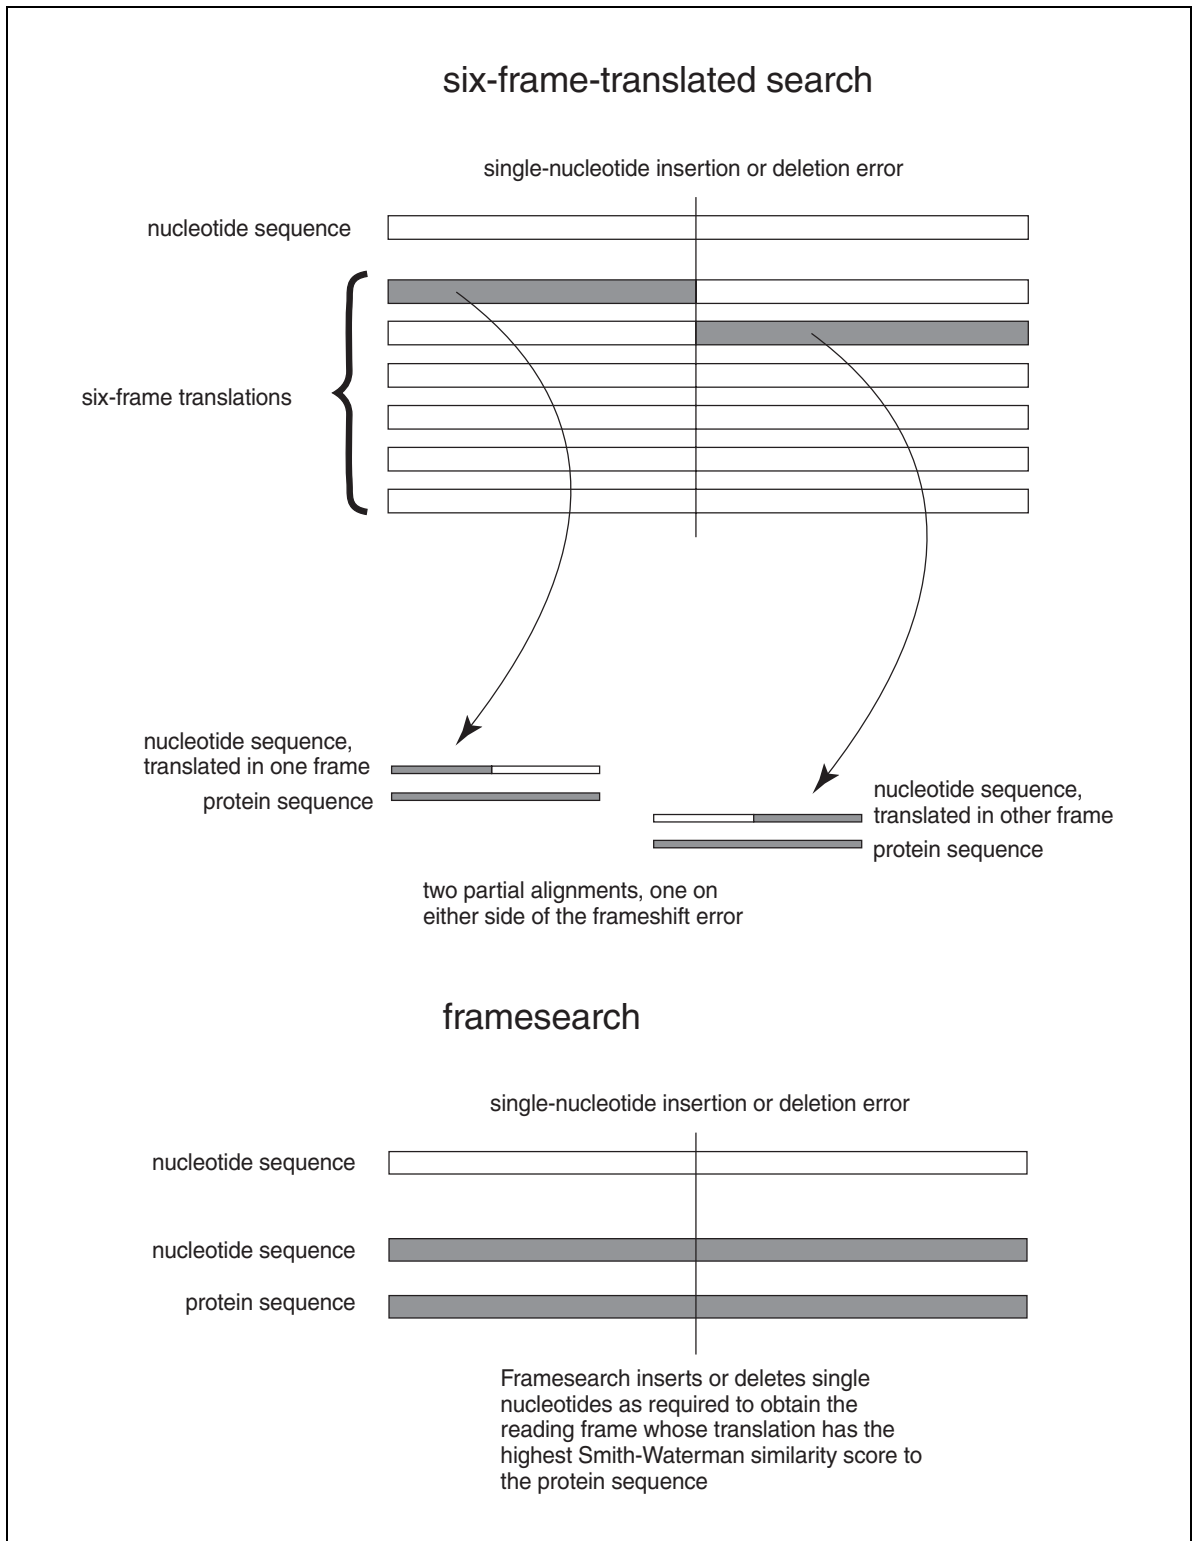 six-frame-translated search
single-nucleotide insertion or deletion error
nucleotide sequence
six-frame translations
nucleotide sequence,
translated in one frame
protein sequence
nucleotide sequence,
translated in other frame
protein sequence
two partial alignments, one on
either side of the frameshift error
framesearch
single-nucleotide insertion or deletion error
nucleotide sequence
nucleotide sequence
protein sequence
Framesearch inserts or deletes single
nucleotides as required to obtain the
reading frame whose translation has the
highest Smith-Waterman similarity score to
the protein sequence